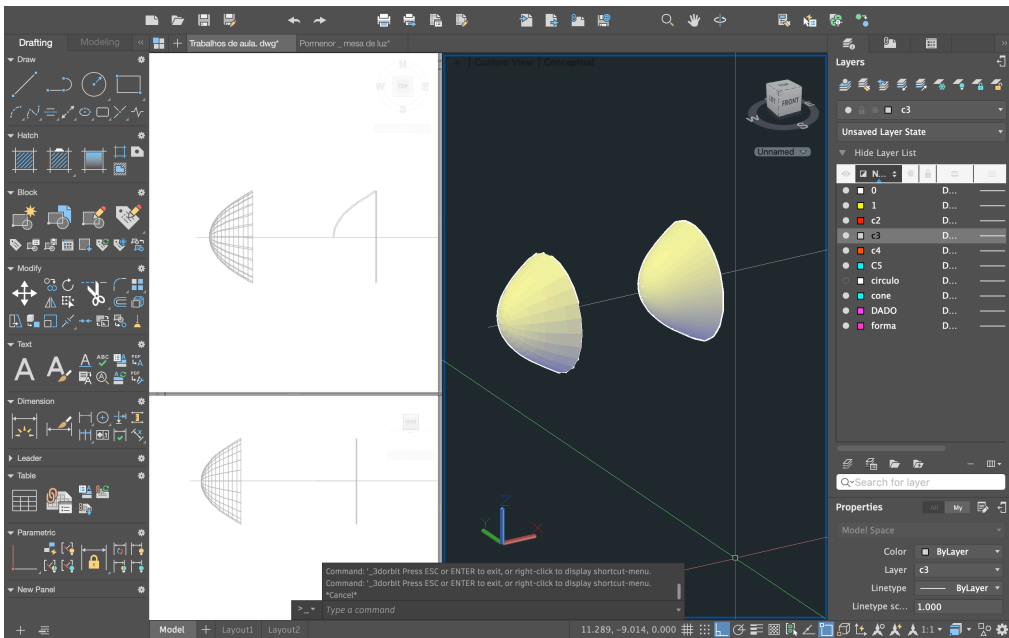 Drafting Modeling Trabalhos de aula. dwg* Pormenor _ mesa de luz*
Draw
Hatch
Block
Modify
Text
Dimension
Leader
Table
Parametric
New Panel
N
W TOP E
S
+ Custom View Conceptual
FRONT
W S
Unnamed
Z
Y X
Command: '_3dorbit Press ESC or ENTER to exit, or right-click to display shortcut-menu.
Command: '_3dorbit Press ESC or ENTER to exit, or right-click to display shortcut-menu.
*Cancel*
>_ Type a command
Model + Layout1 Layout2
11.289, -9.014, 0.000
1:1
Layers
c3
Unsaved Layer State
Hide Layer List
N...
0 D...
1 D...
c2 D...
c3 D...
c4 D...
C5 D...
circulo D...
cone D...
DADO D...
forma D...
Search for layer
Properties All My
Model Space
Color ByLayer
Layer c3
Linetype ByLayer
Linetype sc... 1.000